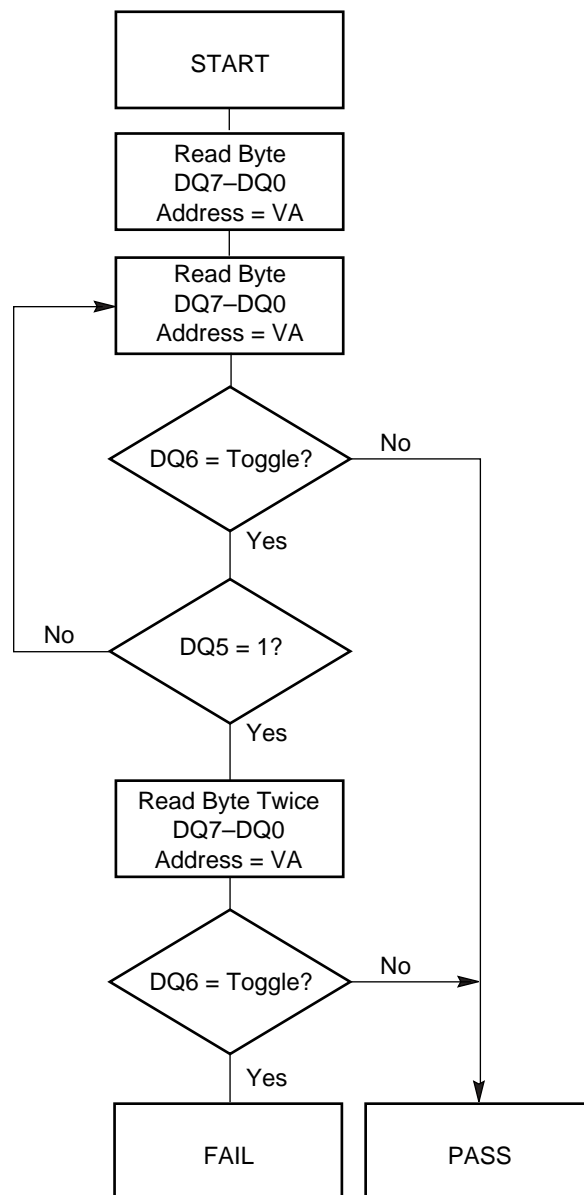 START
Read Byte
DQ7–DQ0
Address = VA
Read Byte
DQ7–DQ0
Address = VA
DQ6 = Toggle?
No
Yes
No
DQ5 = 1?
Yes
Read Byte Twice
DQ7–DQ0
Address = VA
DQ6 = Toggle?
No
Yes
FAIL
PASS